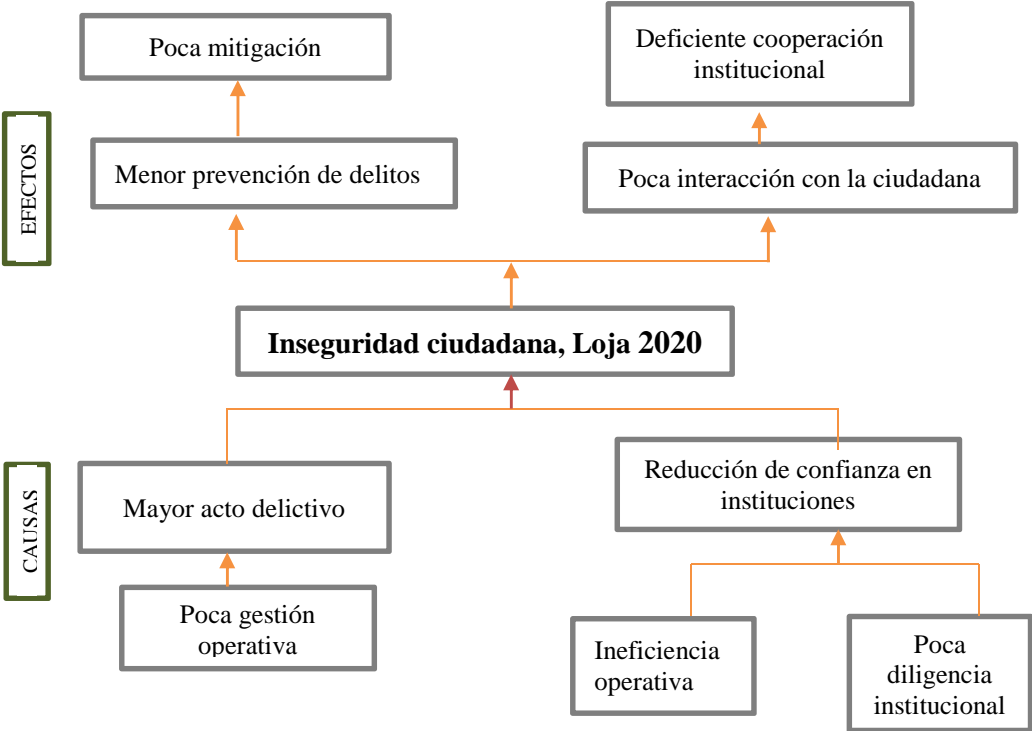 Poca mitigación
Deficiente cooperación
institucional
EFECTOS
Menor prevención de delitos
Poca interacción con la ciudadana
Inseguridad ciudadana, Loja 2020
CAUSAS
Mayor acto delictivo
Reducción de confianza en
instituciones
Poca gestión
operativa
Ineficiencia
operativa
Poca
diligencia
institucional